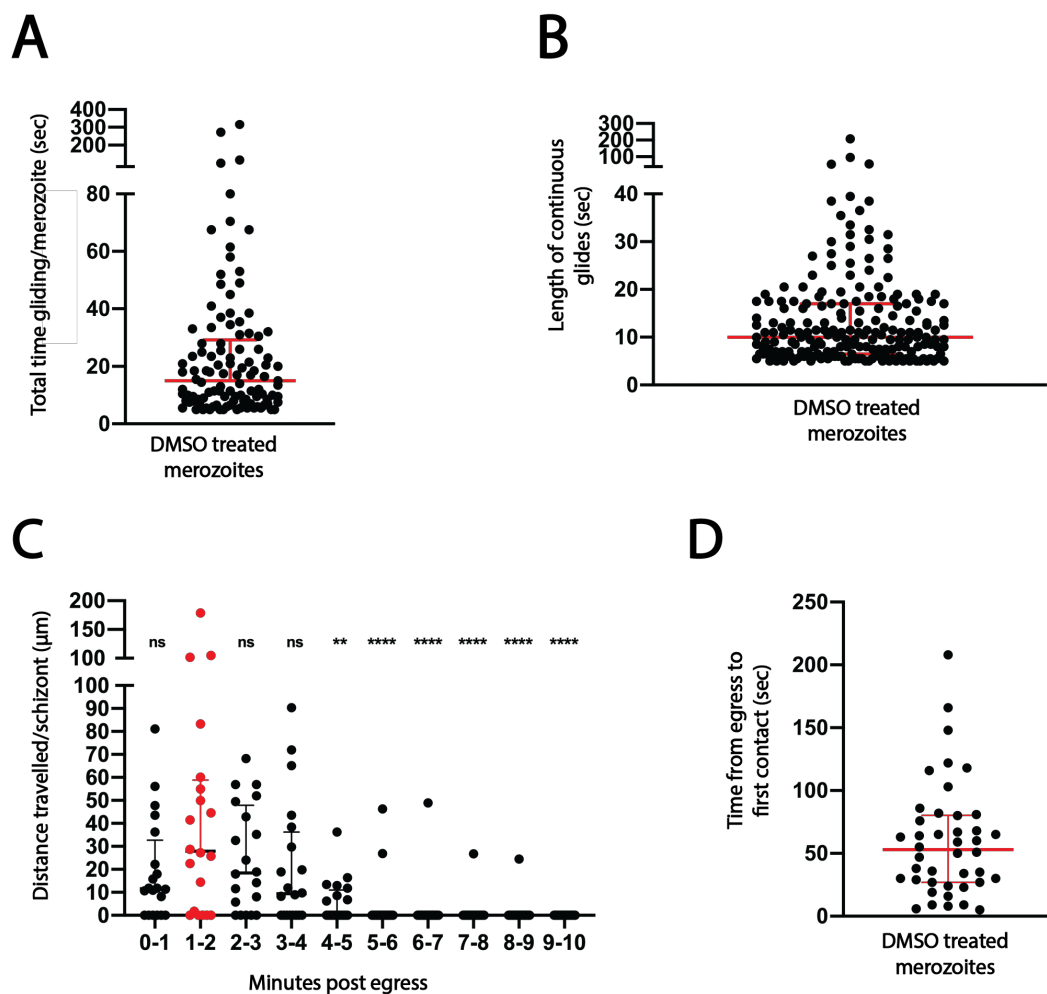 A
Total time gliding/merozoite (sec)
400
300
200
80
60
40
20
0
DMSO treated
merozoites
B
Length of continuous
glides (sec)
300
200
100
40
30
20
10
0
DMSO treated
merozoites
C
Distance travelled/schizont (µm)
200
150
100
100
90
80
70
60
50
40
30
20
10
0
ns ns ns ** **** **** **** **** ****
0-1 1-2 2-3 3-4 4-5 5-6 6-7 7-8 8-9 9-10
Minutes post egress
D
Time from egress to
first contact (sec)
250
200
150
100
50
0
DMSO treated
merozoites